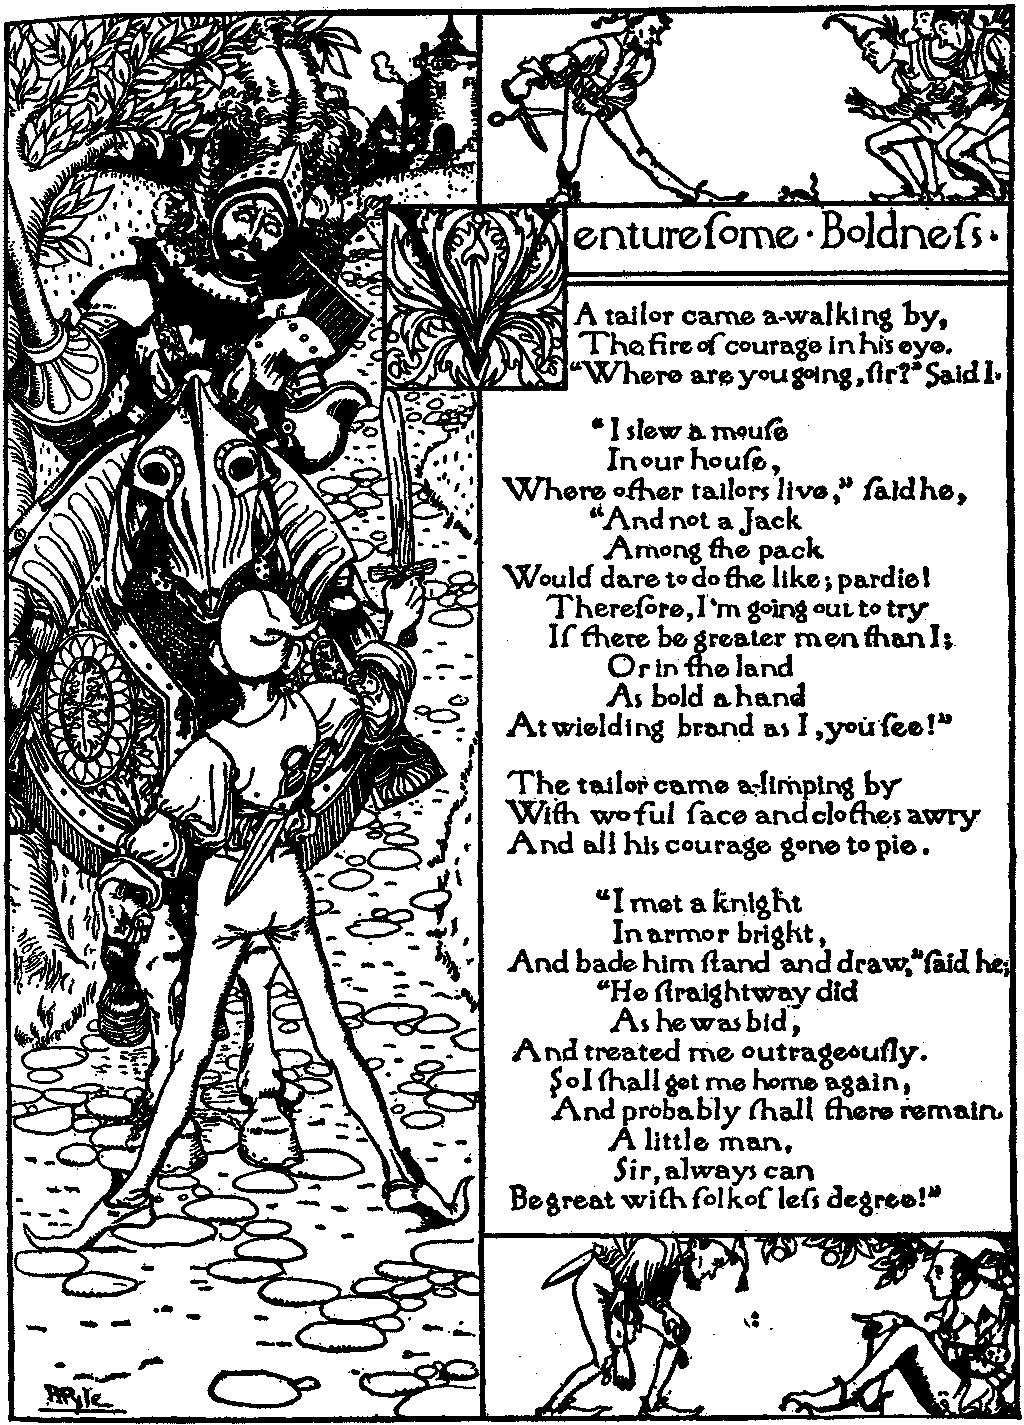 Ventureſome · Boldneſs ·
A tailor came a-walking by,
The fire of courage in his eye.
"Where are you going, ſir?" Said I.
"I slew a mouſe
In our houſe,
Where other tailors live," ſaid he,
"And not a Jack
Among the pack
Would dare to do the like; pardie!
Therefore, I'm going out to try
If there be greater men than I;
Or in the land
As bold a hand
At wielding brand as I, you ſee!"
The tailor came a-limping by
With woful face and clothes awry
And all his courage gone to pie.
"I met a knight
In armor bright,
And bade him ſtand and draw," ſaid he;
"He ſtraightway did
As he was bid,
And treated me outrageouſly.
So I ſhall get me home again,
And probably ſhall there remain.
A little man,
Sir, always can
Be great with folk of leſs degree!"
HPyle